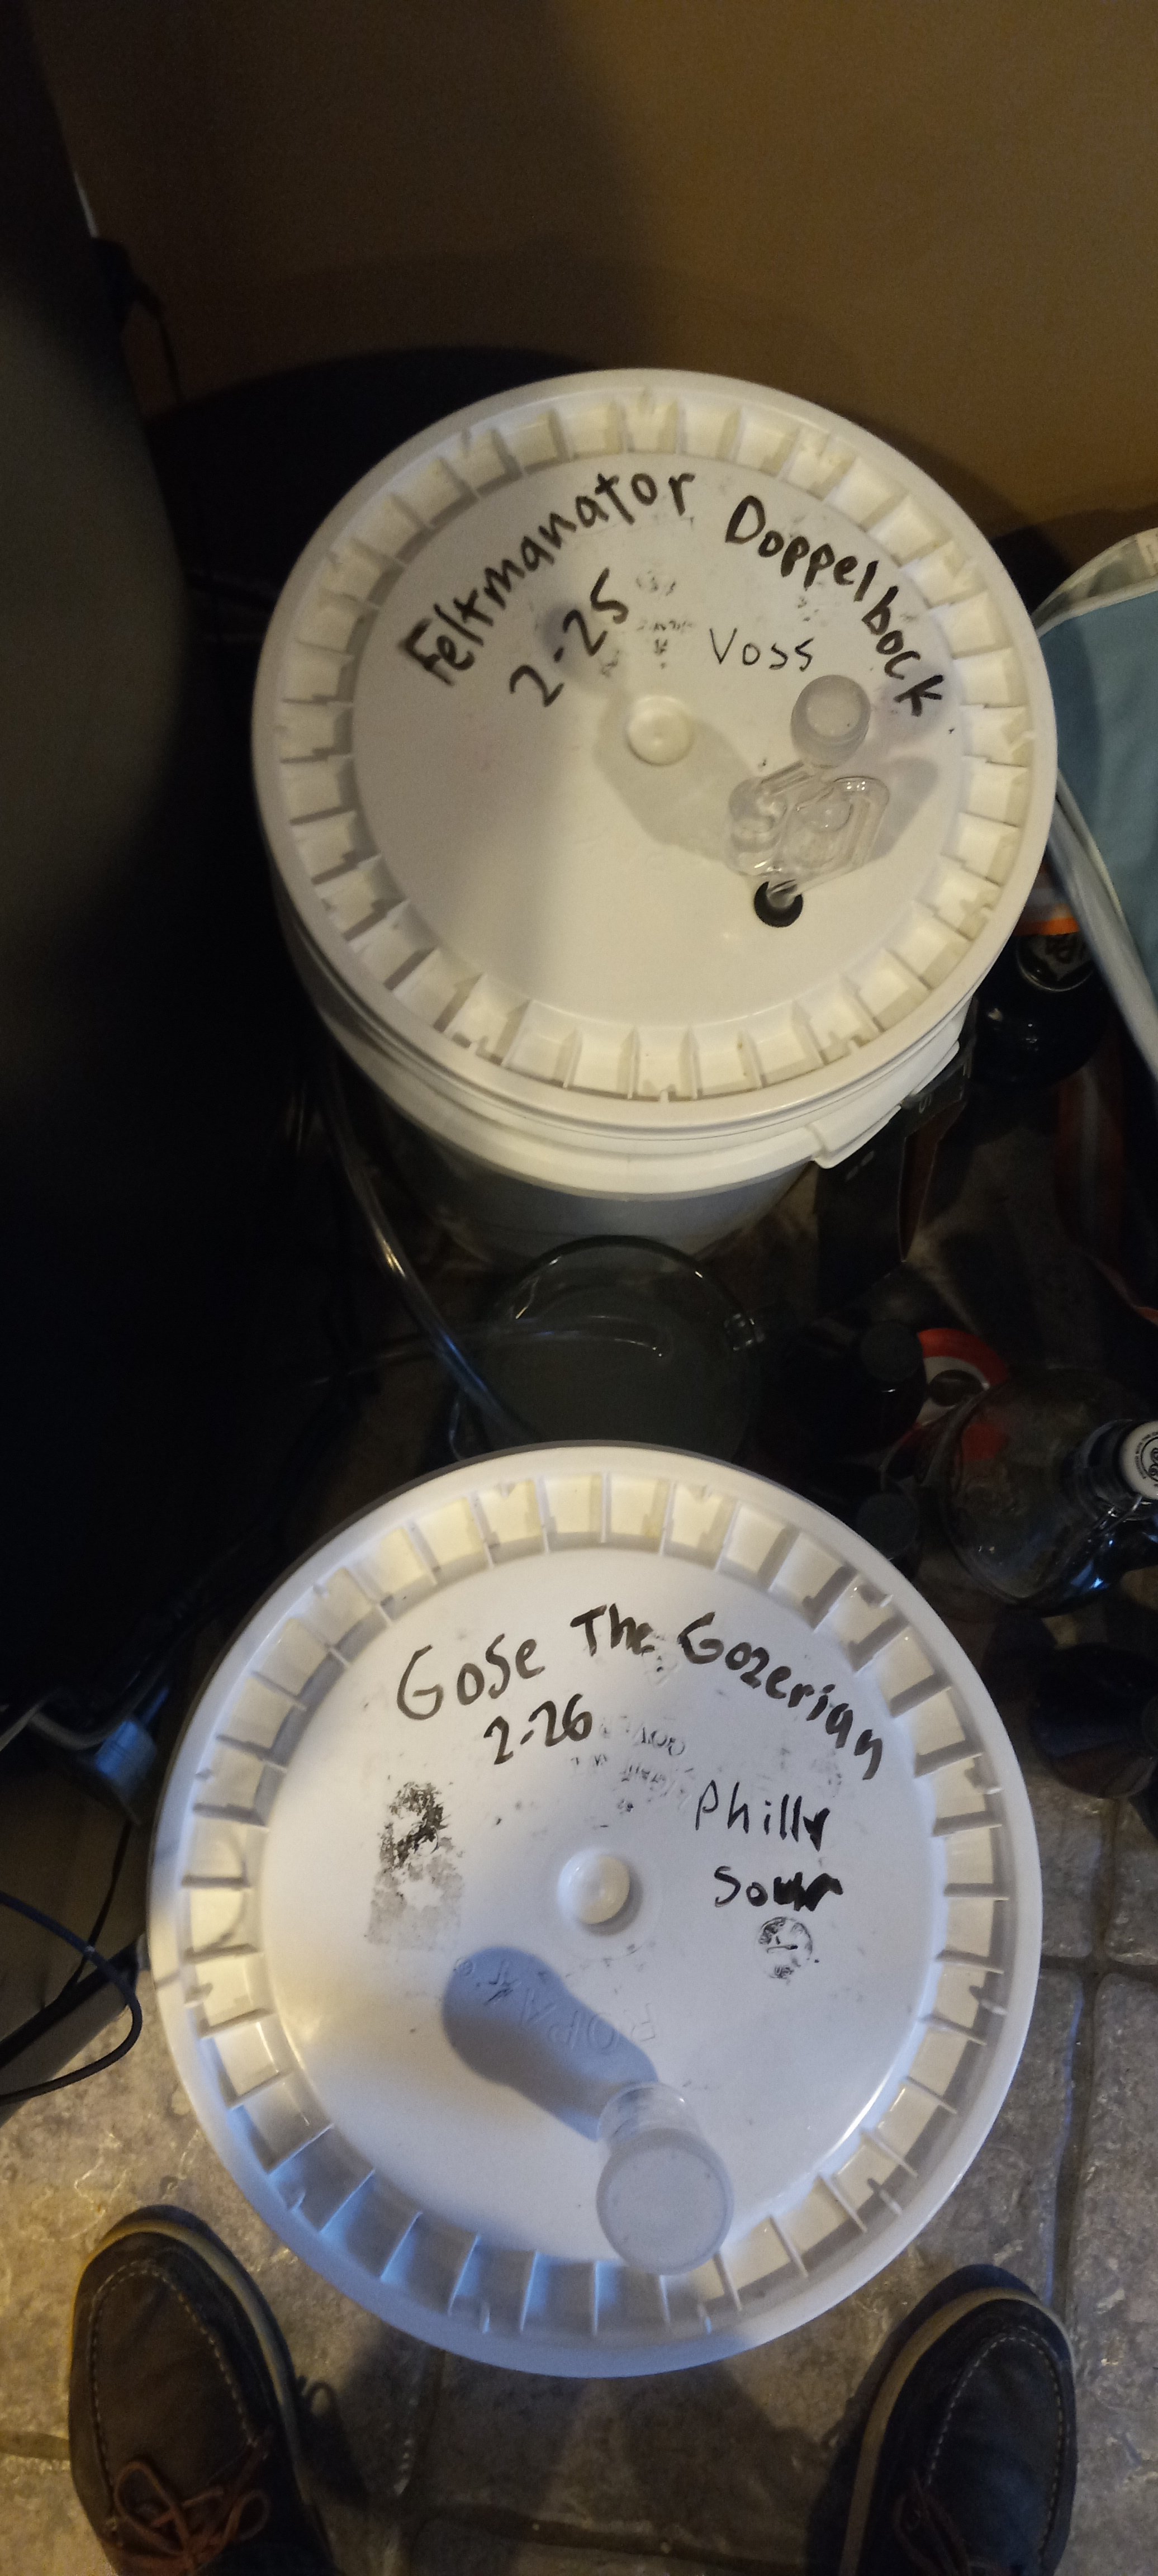 Feltmanator Doppelbock
2-25
Voss
Gose The Gozerian
2-26
Philly
Sour